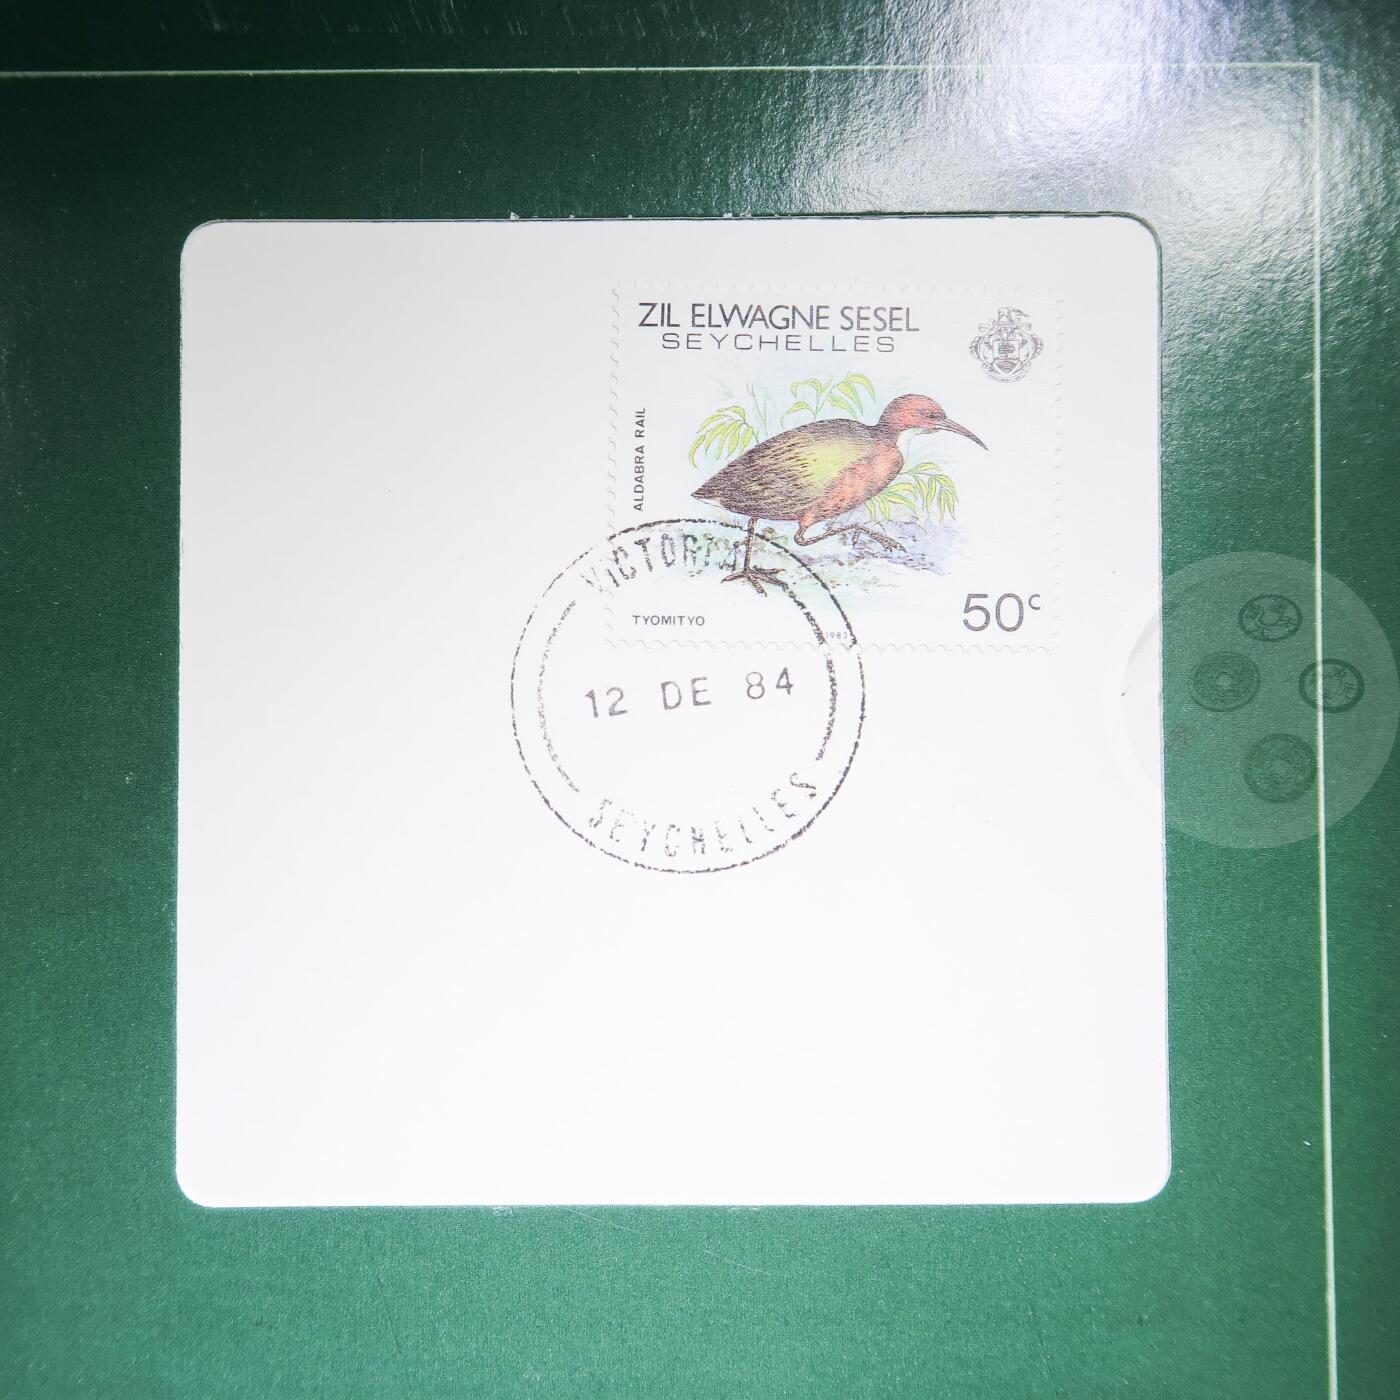 ZIL ELWAGNE SESEL
SEYCHELLES
ALDABRA RAIL
TYOMITYO
1983
50c
VICTORIA
12 DE 84
SEYCHELLES